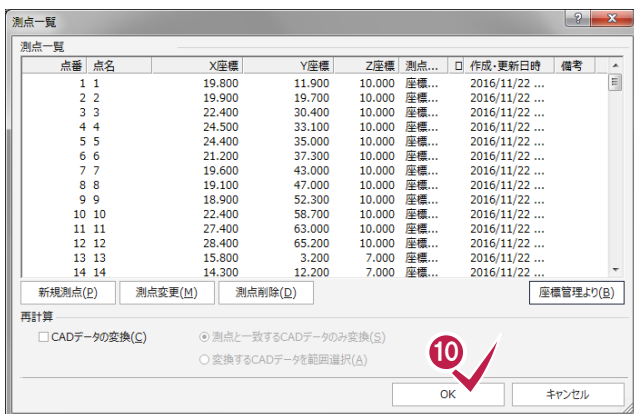 測点一覧
測点一覧
点番 点名 X座標 Y座標 Z座標 測点... ロ 作成・更新日時 備考
1 1 19.800 11.900 10.000 座標... 2016/11/22 ...
2 2 19.900 19.700 10.000 座標... 2016/11/22 ...
3 3 22.400 30.400 10.000 座標... 2016/11/22 ...
4 4 24.500 33.100 10.000 座標... 2016/11/22 ...
5 5 24.400 35.000 10.000 座標... 2016/11/22 ...
6 6 21.200 37.300 10.000 座標... 2016/11/22 ...
7 7 19.600 43.000 10.000 座標... 2016/11/22 ...
8 8 19.100 47.000 10.000 座標... 2016/11/22 ...
9 9 18.900 52.300 10.000 座標... 2016/11/22 ...
10 10 22.400 58.700 10.000 座標... 2016/11/22 ...
11 11 27.400 63.000 10.000 座標... 2016/11/22 ...
12 12 28.400 65.200 10.000 座標... 2016/11/22 ...
13 13 15.800 3.200 7.000 座標... 2016/11/22 ...
14 14 14.300 12.200 7.000 座標... 2016/11/22 ...
新規測点(P) 測点変更(M) 測点削除(D) 座標管理より(B)
再計算
CADデータの変換(C) 測点と一致するCADデータのみ変換(S)
変換するCADデータを範囲選択(A)
10
OK キャンセル